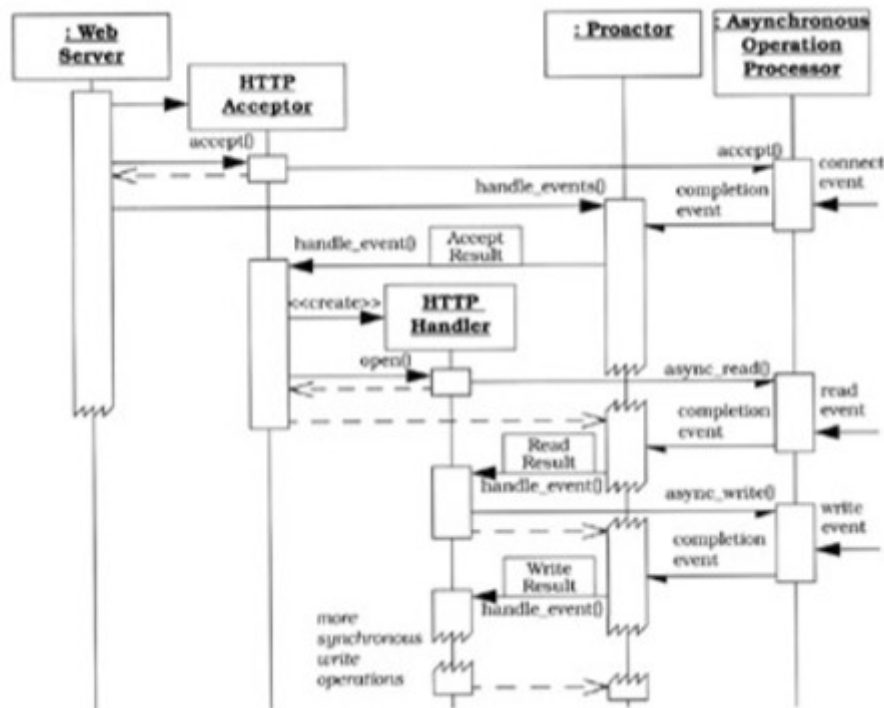 : Web
Server
HTTP
Acceptor
: Proactor
: Asynchronous
Operation
Processor
accept()
accept()
connect
event
handle_events()
completion
event
handle_event()
Accept
Result
<<create>>
HTTP
Handler
open()
async_read()
read
event
completion
event
Read
Result
handle_event()
async_write()
write
event
completion
event
Write
Result
handle_event()
more
synchronous
write
operations